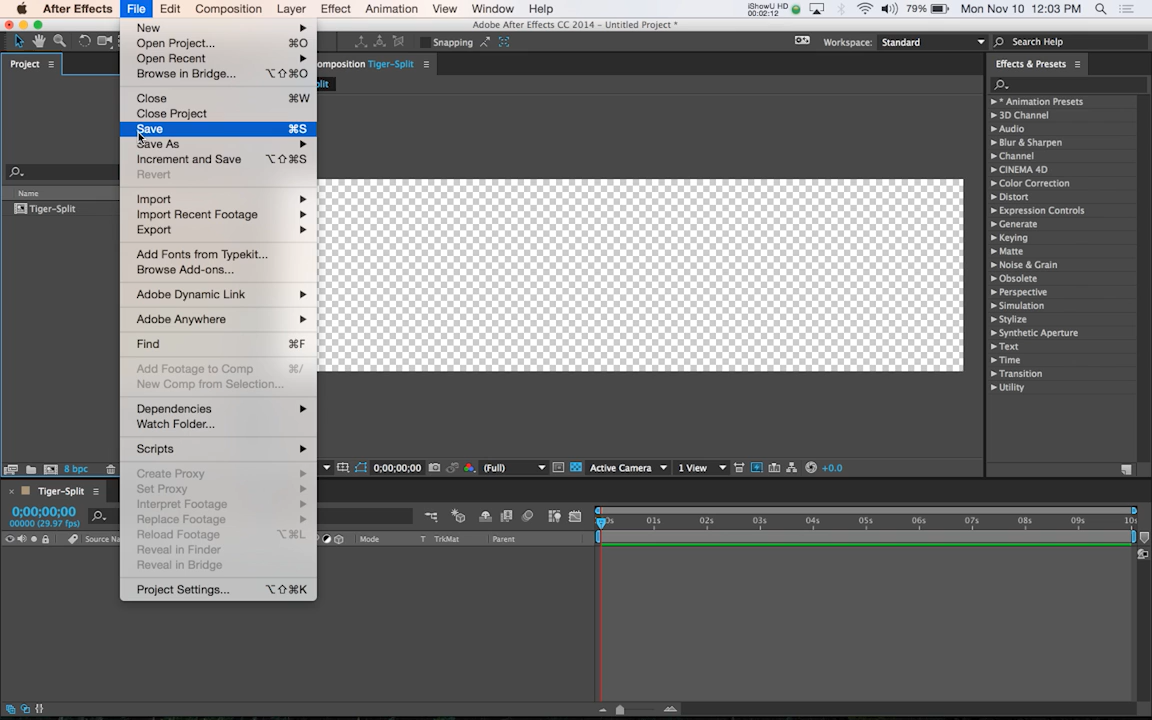 After Effects File Edit Composition Layer Effect Animation View Window Help iShowU HD 00:02:12 79% Mon Nov 10 12:03 PM
Adobe After Effects CC 2014 - Untitled Project *
Snapping Workspace: Standard Search Help
Project
omposition Tiger-Split
lit
Name
Tiger-Split
8 bpc
New
Open Project... ⌘O
Open Recent
Browse in Bridge... ⌥⇧⌘O
Close ⌘W
Close Project
Save ⌘S
Save As
Increment and Save ⌥⇧⌘S
Revert
Import
Import Recent Footage
Export
Add Fonts from Typekit...
Browse Add-ons...
Adobe Dynamic Link
Adobe Anywhere
Find ⌘F
Add Footage to Comp ⌘/
New Comp from Selection...
Dependencies
Watch Folder...
Scripts
Create Proxy
Set Proxy
Interpret Footage
Replace Footage
Reload Footage ⌥⌘L
Reveal in Finder
Reveal in Bridge
Project Settings... ⌥⇧⌘K
0;00;00;00 (Full) Active Camera 1 View +0.0
Effects & Presets
* Animation Presets
3D Channel
Audio
Blur & Sharpen
Channel
CINEMA 4D
Color Correction
Distort
Expression Controls
Generate
Keying
Matte
Noise & Grain
Obsolete
Perspective
Simulation
Stylize
Synthetic Aperture
Text
Time
Transition
Utility
Tiger-Split
0;00;00;00
00000 (29.97 fps)
Source Na Mode T TrkMat Parent
0s 01s 02s 03s 04s 05s 06s 07s 08s 09s 10s